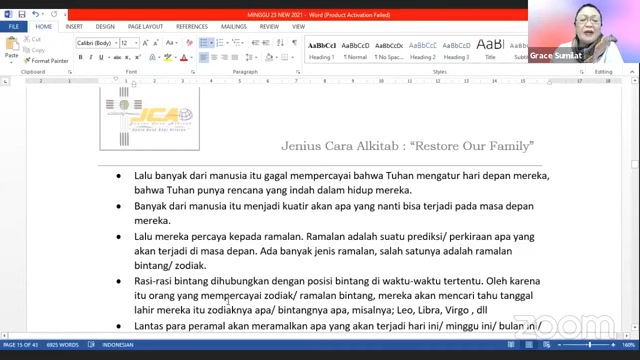 MINGGU 23 NEW 2021 - Word (Product Activation Failed)
FILE HOME INSERT DESIGN PAGE LAYOUT REFERENCES MAILINGS REVIEW VIEW
Calibri (Body) 12
Paste
Cut
Copy
Format Painter
AaBbCcI AaBbCcDc AaBbCcDc AaBbCcDd AaBbCcD AaB AaBbCcD
¶ Normal ¶ No Spac... Heading 1 Heading 2 Title Subtitle
Clipboard Font Paragraph Styles Editing
Grace Sumilat
JCA
Jenius Cara Alkitab : “Restore Our Family”
• Lalu banyak dari manusia itu gagal mempercayai bahwa Tuhan mengatur hari depan mereka,
bahwa Tuhan punya rencana yang indah dalam hidup mereka.
• Banyak dari manusia itu menjadi kuatir akan apa yang nanti bisa terjadi pada masa depan
mereka.
• Lalu mereka percaya kepada ramalan. Ramalan adalah suatu prediksi/ perkiraan apa yang
akan terjadi di masa depan. Ada banyak jenis ramalan, salah satunya adalah ramalan
bintang/ zodiak.
• Rasi-rasi bintang dihubungkan dengan posisi bintang di waktu-waktu tertentu. Oleh karena
itu orang yang mempercayai zodiak/ ramalan bintang, mereka akan mencari tahu tanggal
lahir mereka itu zodiaknya apa/ bintangnya apa, misalnya; Leo, Libra, Virgo , dll
• Lantas para peramal akan meramalkan apa yang akan terjadi hari ini/ minggu ini/ bulan ini/
zoom
PAGE 15 OF 44 6925 WORDS INDONESIAN 160%